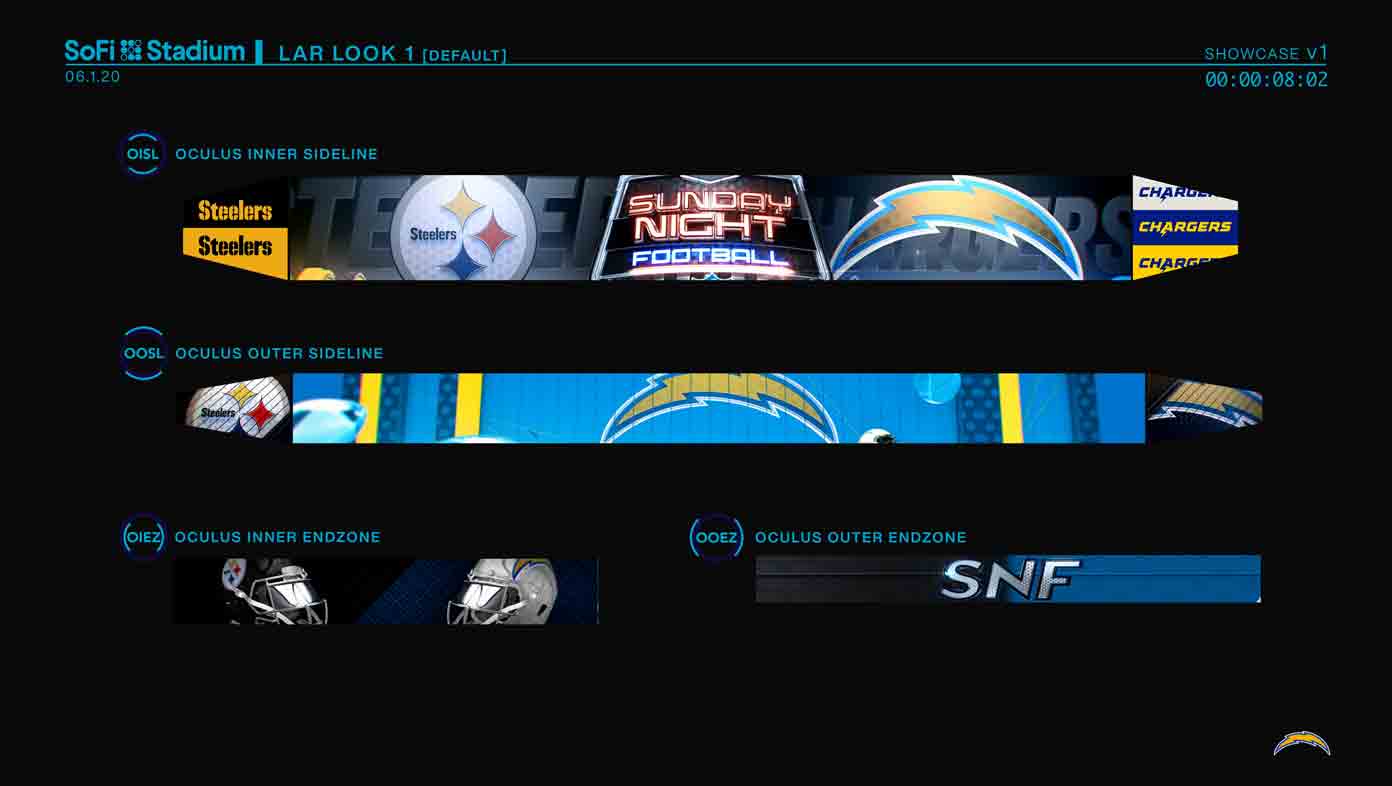 SoFi Stadium | LAR LOOK 1 [DEFAULT]
SHOWCASE v1
06.1.20
00:00:08:02
OISL OCULUS INNER SIDELINE
Steelers
Steelers
Steelers
SUNDAY
NIGHT
FOOTBALL
CHARGERS
CHARGERS
OOSL OCULUS OUTER SIDELINE
Steelers
OIEZ OCULUS INNER ENDZONE
OOEZ OCULUS OUTER ENDZONE
SNF